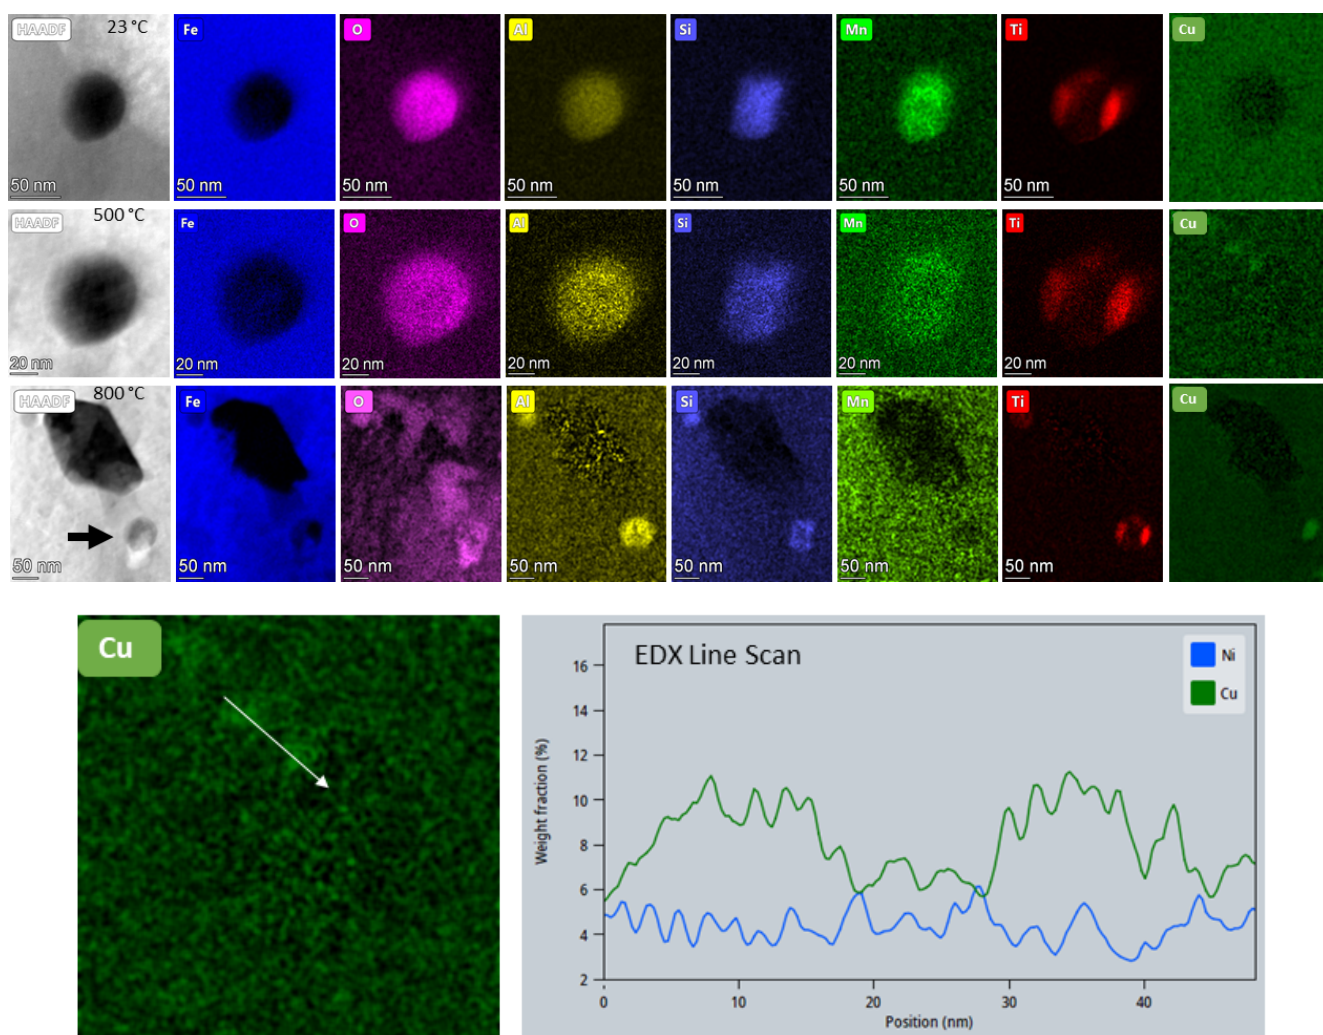 HAADF 23 °C Fe O Al Si Mn Ti Cu
50 nm 50 nm 50 nm 50 nm 50 nm 50 nm 50 nm
HAADF 500 °C Fe O Al Si Mn Ti Cu
20 nm 20 nm 20 nm 20 nm 20 nm 20 nm 20 nm
HAADF 800 °C Fe O Al Si Mn Ti Cu
50 nm 50 nm 50 nm 50 nm 50 nm 50 nm 50 nm
Cu
EDX Line Scan
Ni
Cu
Weight fraction (%)
16
14
12
10
8
6
4
2
0 10 20 30 40
Position (nm)